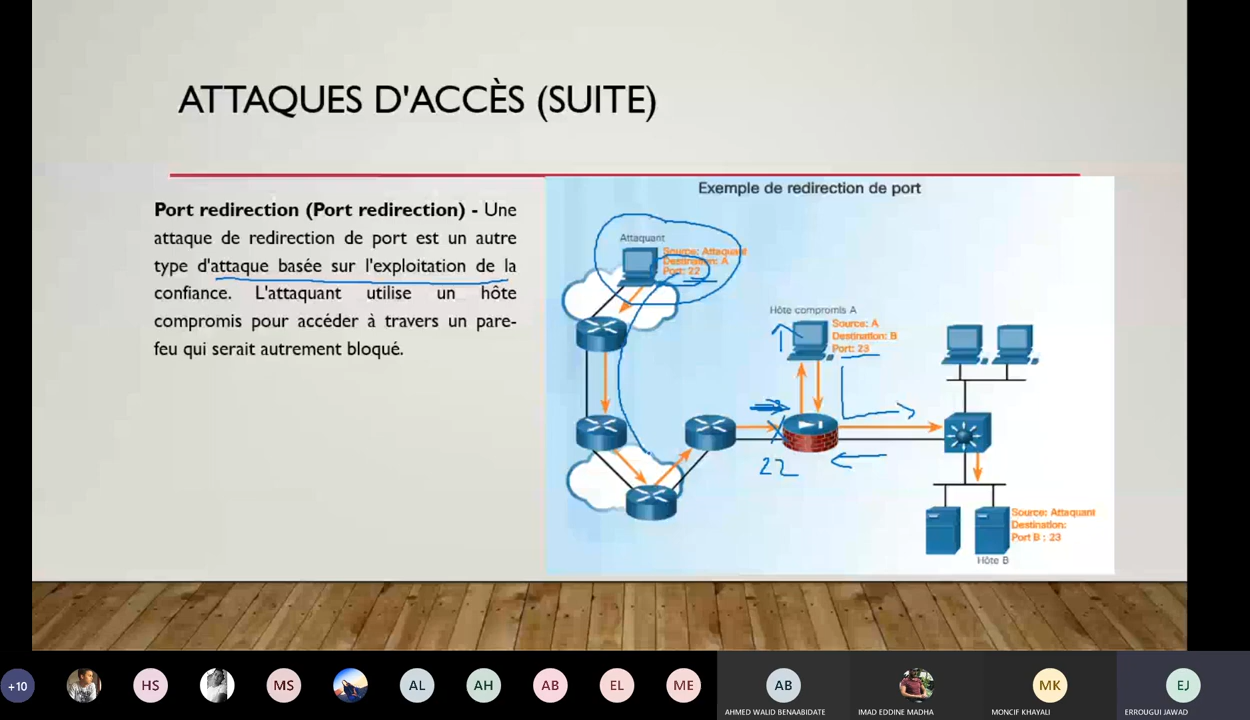 ATTAQUES D'ACCÈS (SUITE)
Port redirection (Port redirection) - Une
attaque de redirection de port est un autre
type d'attaque basée sur l'exploitation de la
confiance. L'attaquant utilise un hôte
compromis pour accéder à travers un pare-
feu qui serait autrement bloqué.
Exemple de redirection de port
Attaquant
Source: Attaquant
Destination: A
Port: 22
Hôte compromis A
Source: A
Destination: B
Port: 23
22
Source: Attaquant
Destination:
Port B : 23
Hôte B
+10
HS
MS
AL
AH
AB
EL
ME
AB
MK
EJ
AHMED WALID BENAABIDATE
IMAD EDDINE MADHA
MONCIF KHAYALI
ERROUGUI JAWAD